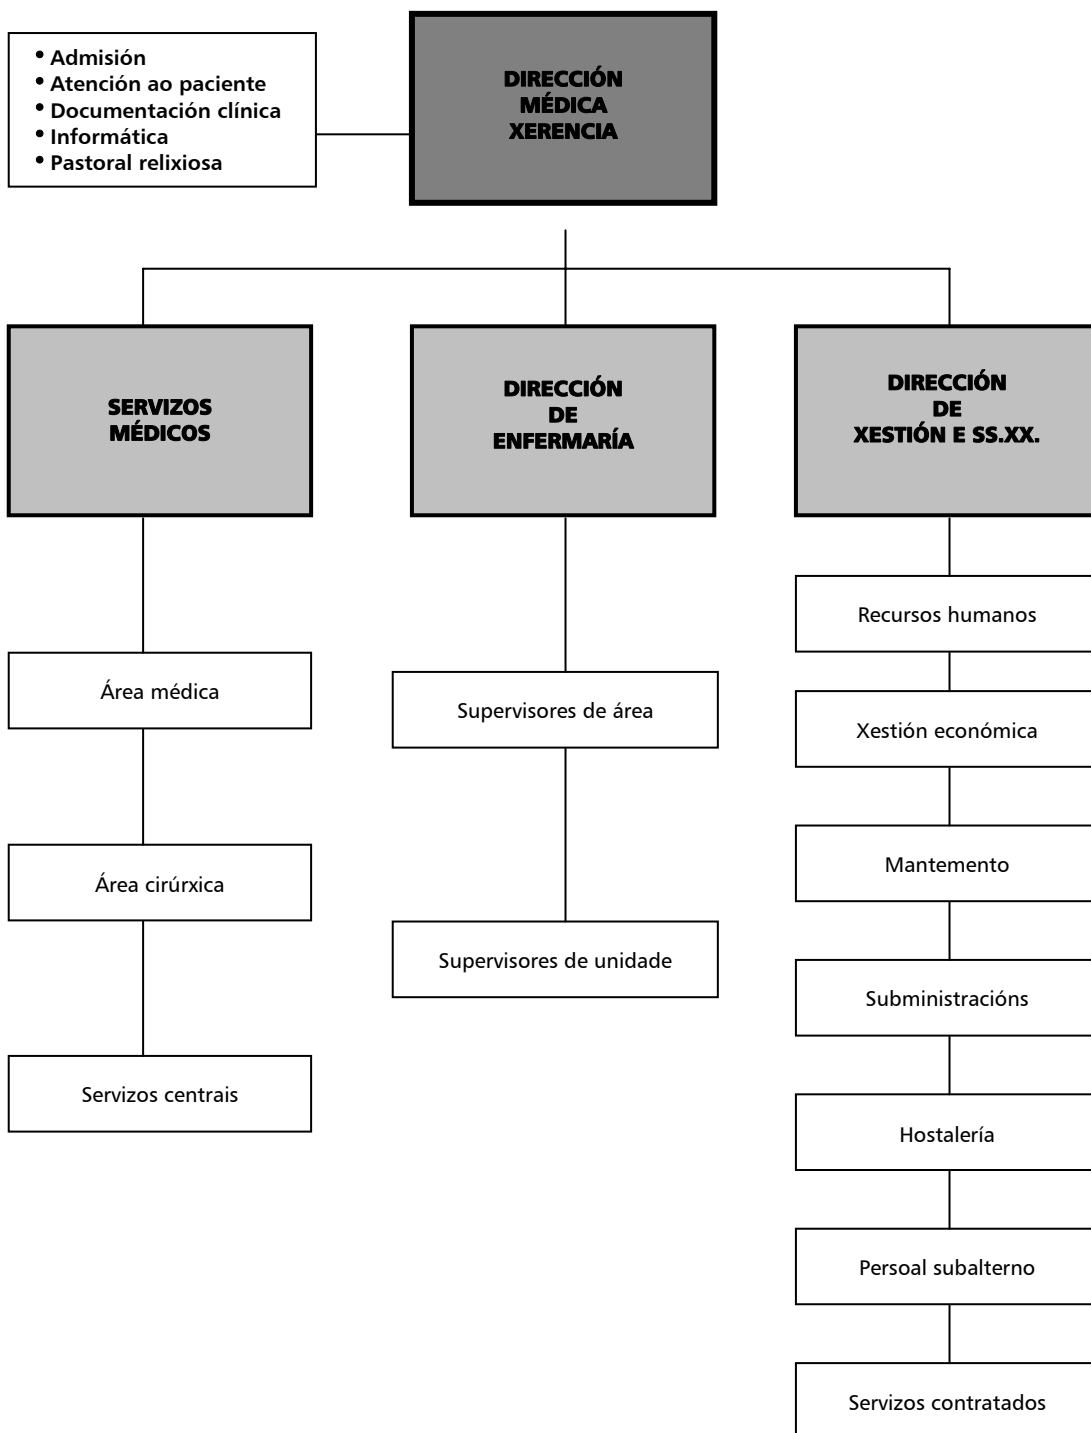 • Admisión
• Atención ao paciente
• Documentación clínica
• Informática
• Pastoral relixiosa
DIRECCIÓN
MÉDICA
XERENCIA
SERVIZOS
MÉDICOS
DIRECCIÓN
DE
ENFERMARÍA
DIRECCIÓN
DE
XESTIÓN E SS.XX.
Área médica
Área cirúrxica
Servizos centrais
Supervisores de área
Supervisores de unidade
Recursos humanos
Xestión económica
Mantemento
Subministracións
Hostalería
Persoal subalterno
Servizos contratados